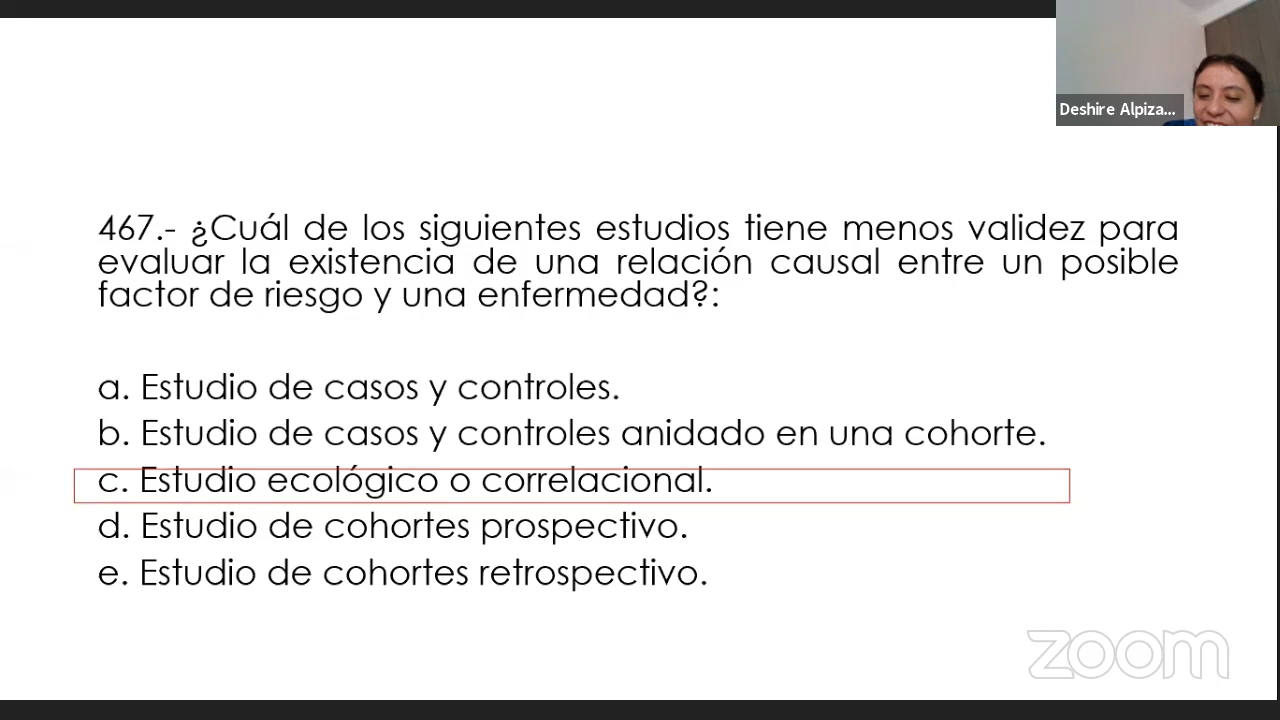 Deshire Alpiza...
467.- ¿Cuál de los siguientes estudios tiene menos validez para
evaluar la existencia de una relación causal entre un posible
factor de riesgo y una enfermedad?:
a. Estudio de casos y controles.
b. Estudio de casos y controles anidado en una cohorte.
c. Estudio ecológico o correlacional.
d. Estudio de cohortes prospectivo.
e. Estudio de cohortes retrospectivo.
zoom